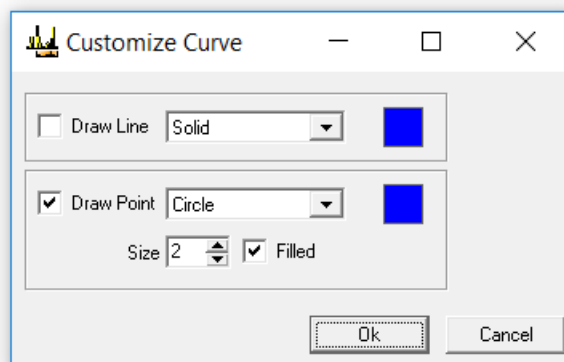 Customize Curve
Draw Line Solid
Draw Point Circle
Size 2 Filled
Ok Cancel